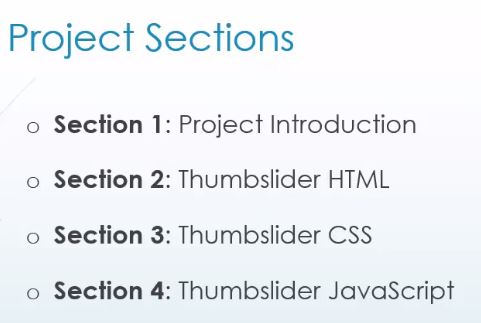 Project Sections
o Section 1: Project Introduction
o Section 2: Thumbslider HTML
o Section 3: Thumbslider CSS
o Section 4: Thumbslider JavaScript